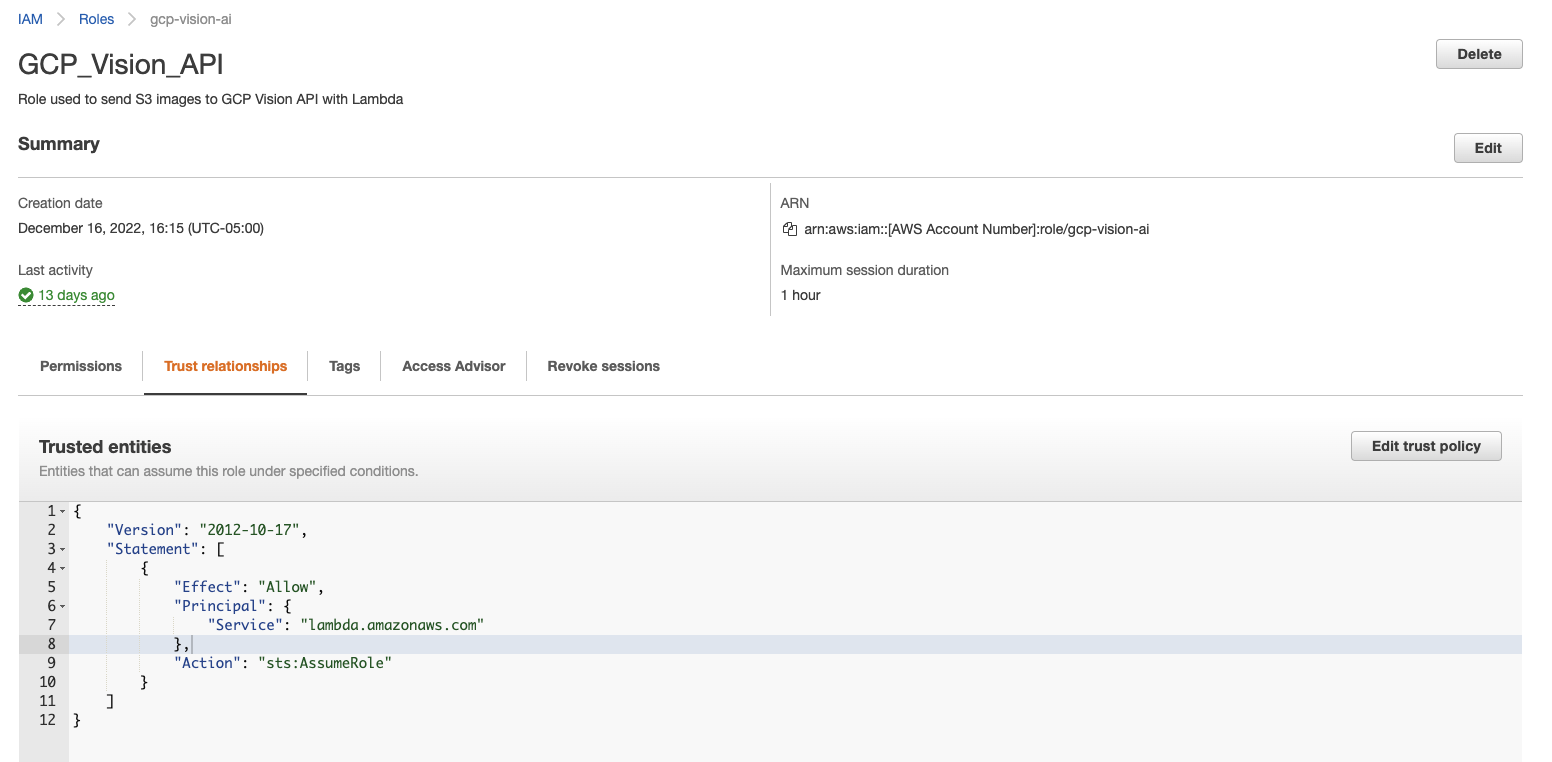 IAM > Roles > gcp-vision-ai
GCP_Vision_API
Delete
Role used to send S3 images to GCP Vision API with Lambda
Summary
Edit
Creation date
December 16, 2022, 16:15 (UTC-05:00)
ARN
arn:aws:iam::[AWS Account Number]:role/gcp-vision-ai
Last activity
13 days ago
Maximum session duration
1 hour
Permissions Trust relationships Tags Access Advisor Revoke sessions
Trusted entities
Entities that can assume this role under specified conditions.
Edit trust policy
1 {
2     "Version": "2012-10-17",
3     "Statement": [
4         {
5             "Effect": "Allow",
6             "Principal": {
7                 "Service": "lambda.amazonaws.com"
8             },
9             "Action": "sts:AssumeRole"
10         }
11     ]
12 }